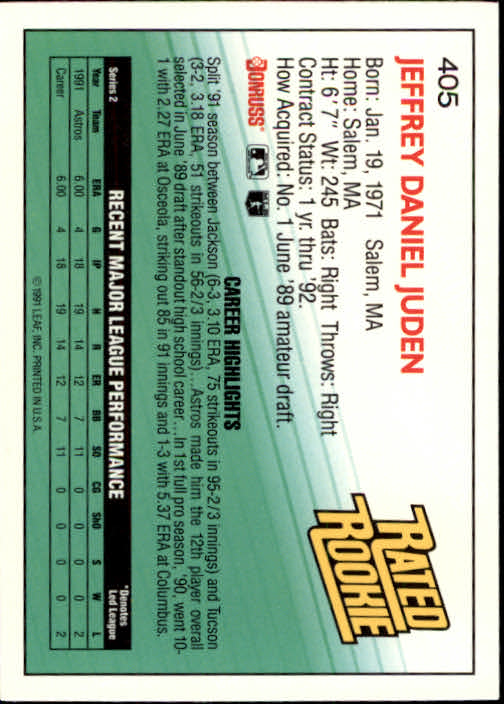 405
JEFFREY DANIEL JUDEN
RATED
ROOKIE
Born: Jan. 19, 1971 Salem, MA
Home: Salem, MA
Ht: 6'7" Wt: 245 Bats: Right Throws: Right
Contract Status: 1 yr. thru '92.
How Acquired: No. 1 June '89 amateur draft.
DONRUSS
CAREER HIGHLIGHTS
Split '91 season between Jackson (6-3, 3.10 ERA, 75 strikeouts in 95-2/3 innings) and Tucson
(3-2, 3.18 ERA, 51 strikeouts in 56-2/3 innings)...Astros made him the 12th player overall
selected in June '89 draft after standout high school career...In 1st full pro season, '90, went 10-
1 with 2.27 ERA at Osceola, striking out 85 in 91 innings and 1-3 with 5.37 ERA at Columbus.
Series 2 RECENT MAJOR LEAGUE PERFORMANCE *Denotes
Led League
Year Team ERA G IP H R ER BB SO CG ShO S W L
1991 Astros 6.00 4 18 19 14 12 7 11 0 0 0 0 2
Career 6.00 4 18 19 14 12 7 11 0 0 0 0 2
©1991 LEAF, INC. PRINTED IN U.S.A.